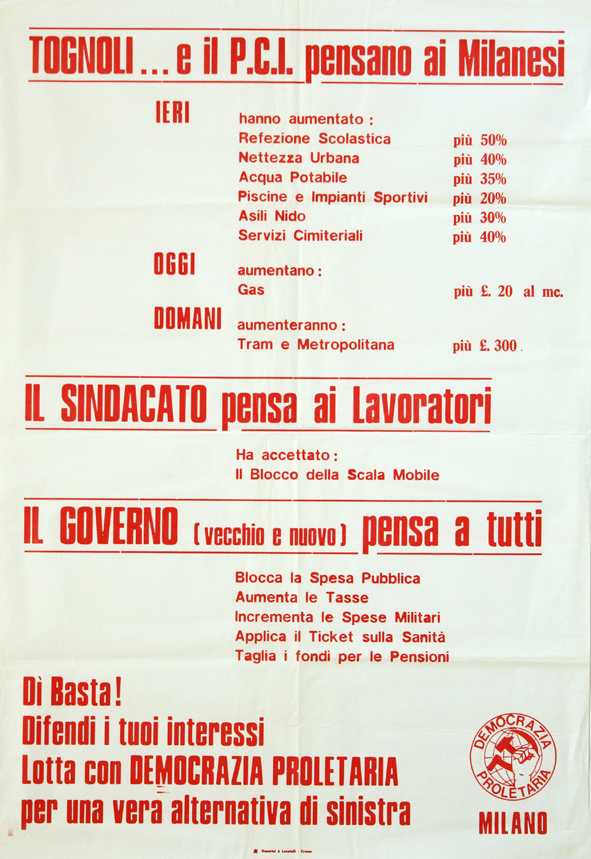 TOGNOLI ... e il P.C.I. pensano ai Milanesi
IERI hanno aumentato :
Refezione Scolastica più 50%
Nettezza Urbana più 40%
Acqua Potabile più 35%
Piscine e Impianti Sportivi più 20%
Asili Nido più 30%
Servizi Cimiteriali più 40%
OGGI aumentano :
Gas più £. 20 al mc.
DOMANI aumenteranno :
Tram e Metropolitana più £. 300.
IL SINDACATO pensa ai Lavoratori
Ha accettato :
Il Blocco della Scala Mobile
IL GOVERNO (vecchio e nuovo) pensa a tutti
Blocca la Spesa Pubblica
Aumenta le Tasse
Incrementa le Spese Militari
Applica il Ticket sulla Sanità
Taglia i fondi per le Pensioni
Dì Basta!
Difendi i tuoi interessi
Lotta con DEMOCRAZIA PROLETARIA
per una vera alternativa di sinistra
DEMOCRAZIA
PROLETARIA
MILANO